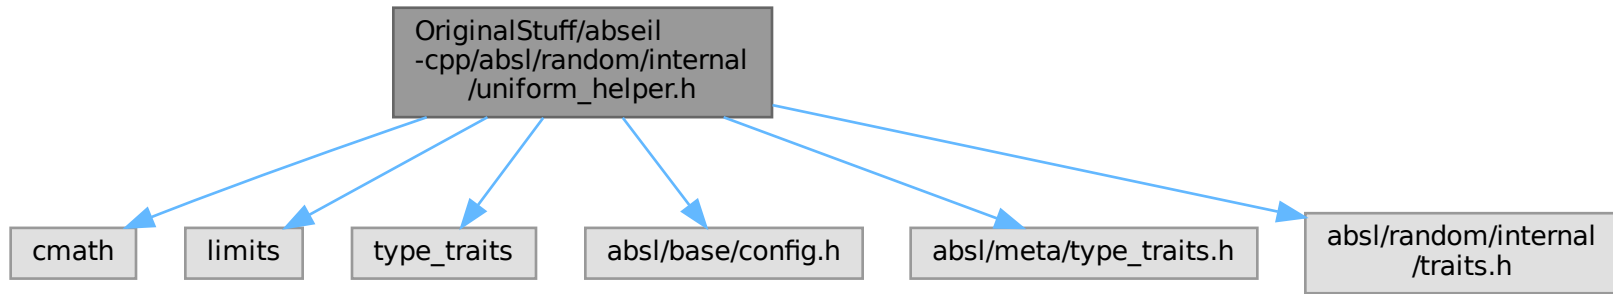 OriginalStuff/abseil
-cpp/absl/random/internal
/uniform_helper.h
cmath
limits
type_traits
absl/base/config.h
absl/meta/type_traits.h
absl/random/internal
/traits.h